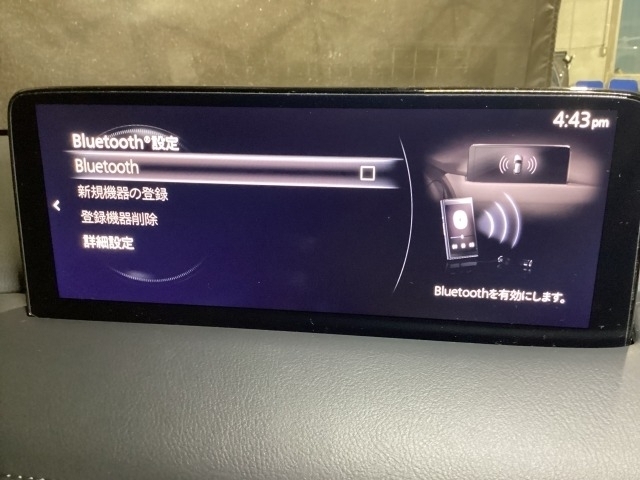 4:43pm
Bluetooth®設定
Bluetooth
新規機器の登録
登録機器削除
詳細設定
Bluetoothを有効にします。